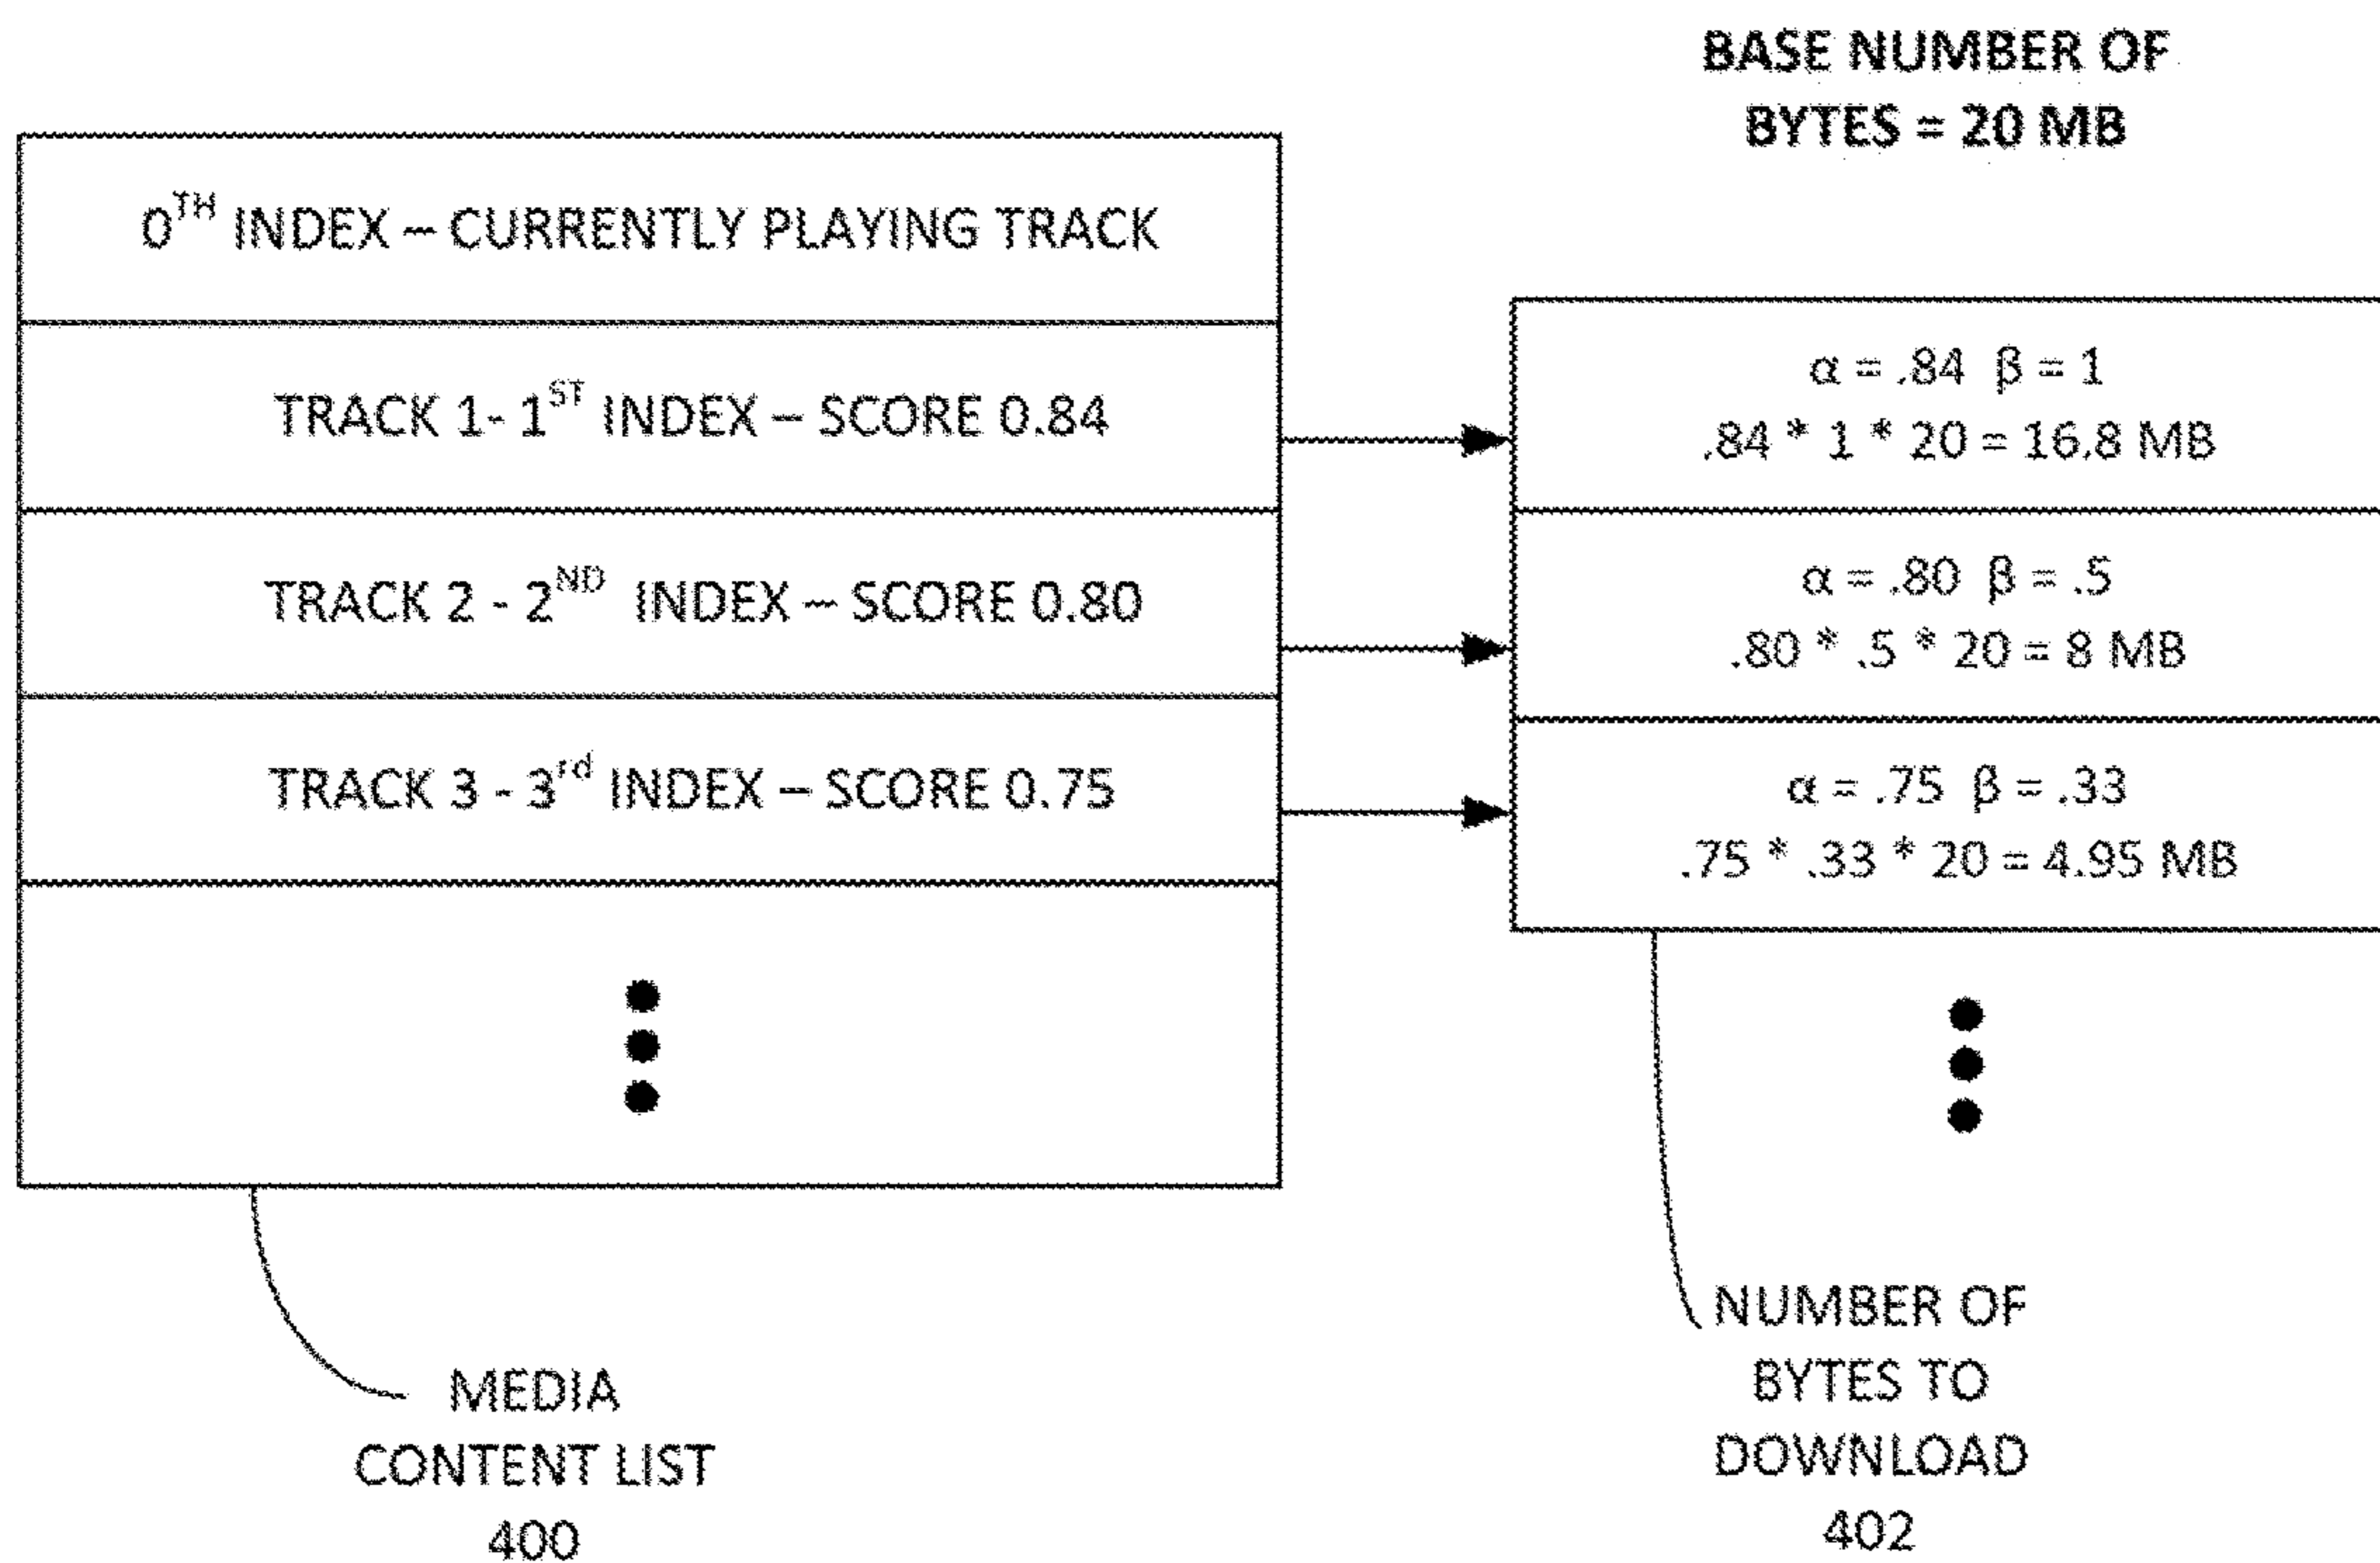 BASE NUMBER OF
BYTES = 20 MB
0TH INDEX – CURRENTLY PLAYING TRACK
TRACK 1- 1ST INDEX – SCORE 0.84
TRACK 2 - 2ND INDEX – SCORE 0.80
TRACK 3 - 3rd INDEX – SCORE 0.75
α = .84 β = 1
.84 * 1 * 20 = 16.8 MB
α = .80 β = .5
.80 * .5 * 20 = 8 MB
α = .75 β = .33
.75 * .33 * 20 = 4.95 MB
MEDIA
CONTENT LIST
400
NUMBER OF
BYTES TO
DOWNLOAD
402